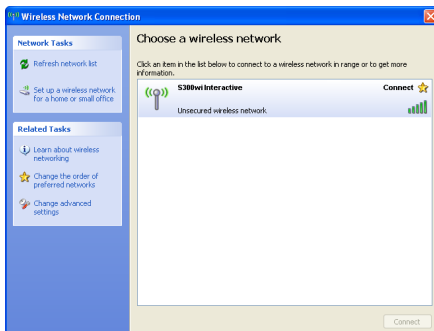 Wireless Network Connection
Network Tasks
Refresh network list
Set up a wireless network
for a home or small office
Related Tasks
Learn about wireless
networking
Change the order of
preferred networks
Change advanced
settings
Choose a wireless network
Click an item in the list below to connect to a wireless network in range or to get more
information.
S300wi Interactive
Connect
Unsecured wireless network
Connect